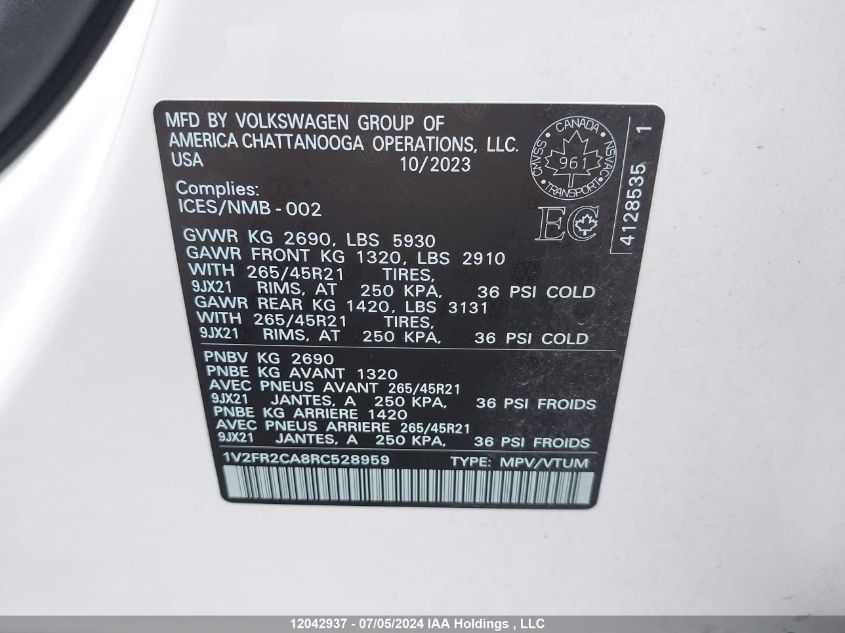 MFD BY VOLKSWAGEN GROUP OF
AMERICA CHATTANOOGA OPERATIONS, LLC.
USA 10/2023
CANADA
CMVSS 961 NSVAC
TRANSPORT
Complies:
ICES/NMB-002
EC
4128535 1
GVWR KG 2690, LBS 5930
GAWR FRONT KG 1320, LBS 2910
WITH 265/45R21 TIRES,
9JX21 RIMS, AT 250 KPA, 36 PSI COLD
GAWR REAR KG 1420, LBS 3131
WITH 265/45R21 TIRES,
9JX21 RIMS, AT 250 KPA, 36 PSI COLD
PNBV KG 2690
PNBE KG AVANT 1320
AVEC PNEUS AVANT 265/45R21
9JX21 JANTES, A 250 KPA, 36 PSI FROIDS
PNBE KG ARRIERE 1420
AVEC PNEUS ARRIERE 265/45R21
9JX21 JANTES, A 250 KPA, 36 PSI FROIDS
1V2FR2CA8RC528959 TYPE: MPV/VTUM
12042937 - 07/05/2024 IAA Holdings , LLC